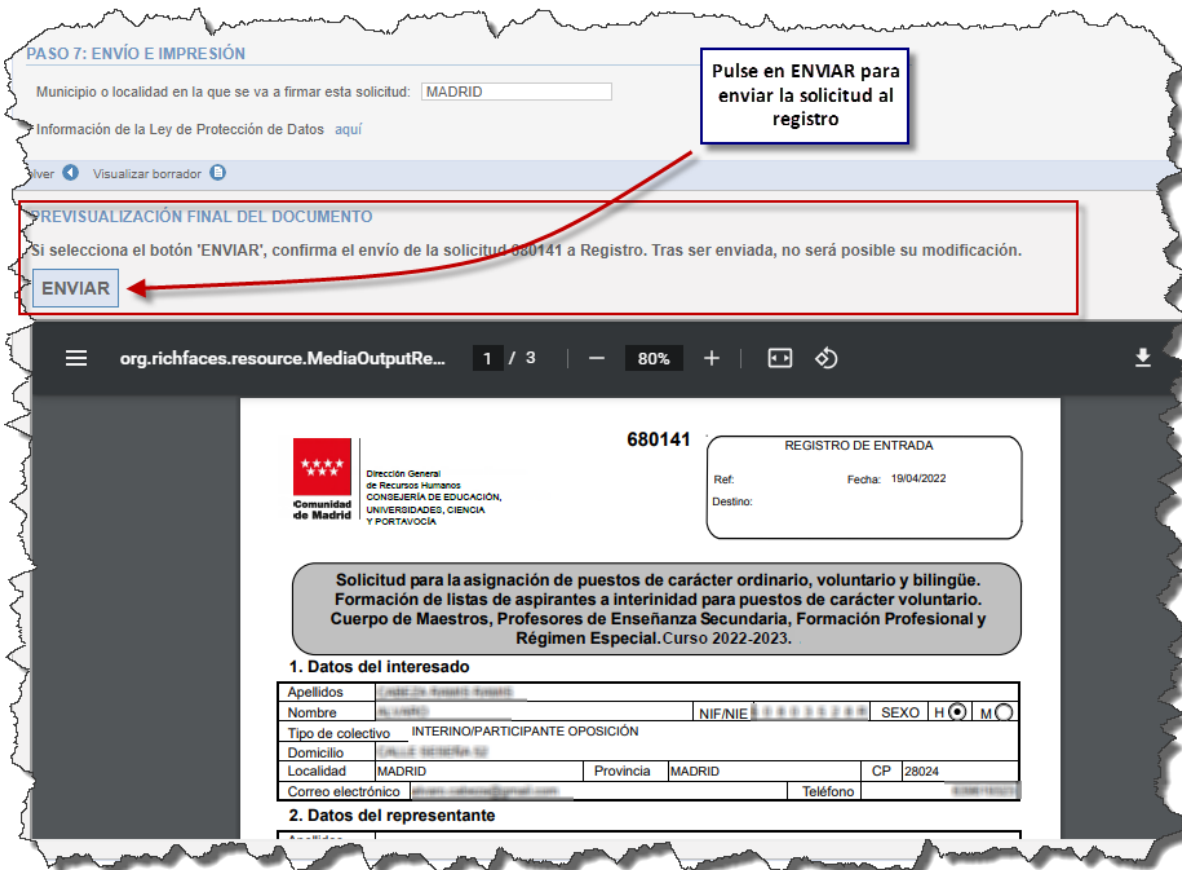 PASO 7: ENVÍO E IMPRESIÓN
Pulse en ENVIAR para
enviar la solicitud al
registro
Municipio o localidad en la que se va a firmar esta solicitud: MADRID
Información de la Ley de Protección de Datos aquí
Visualizar borrador
PREVISUALIZACIÓN FINAL DEL DOCUMENTO
Si selecciona el botón 'ENVIAR', confirma el envío de la solicitud 680141 a Registro. Tras ser enviada, no será posible su modificación.
ENVIAR
org.richfaces.resource.MediaOutputRe... 1 / 3 80%
680141
REGISTRO DE ENTRADA
Ref: Fecha: 19/04/2022
Destino:
Comunidad
de Madrid
Dirección General
de Recursos Humanos
CONSEJERÍA DE EDUCACIÓN,
UNIVERSIDADES, CIENCIA
Y PORTAVOCÍA
Solicitud para la asignación de puestos de carácter ordinario, voluntario y bilingüe.
Formación de listas de aspirantes a interinidad para puestos de carácter voluntario.
Cuerpo de Maestros, Profesores de Enseñanza Secundaria, Formación Profesional y
Régimen Especial.Curso 2022-2023.
1. Datos del interesado
Apellidos
Nombre NIF/NIE SEXO H M
Tipo de colectivo INTERINO/PARTICIPANTE OPOSICIÓN
Domicilio
Localidad MADRID Provincia MADRID CP 28024
Correo electrónico Teléfono
2. Datos del representante